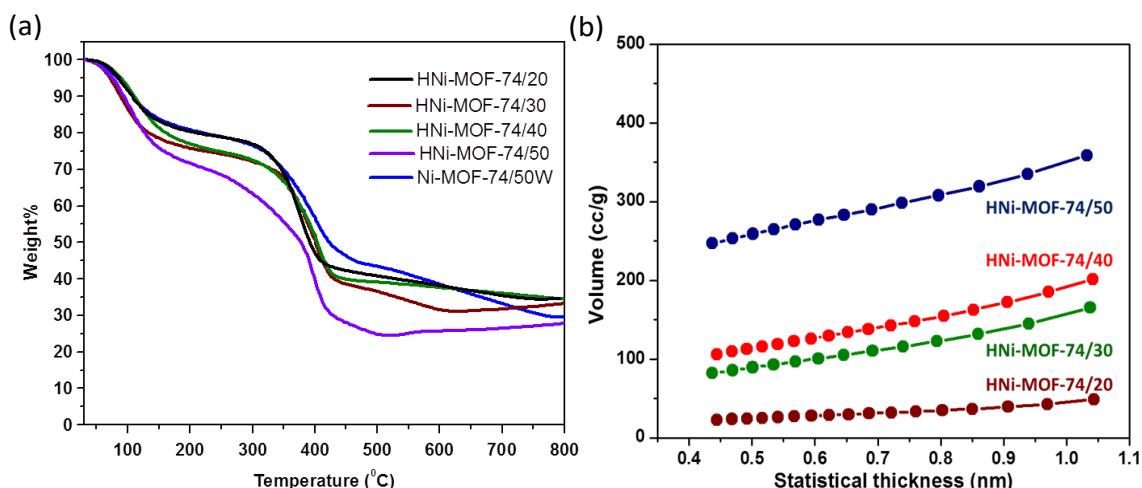 (a)
Weight%
100
90
80
70
60
50
40
30
20
10
0
HNi-MOF-74/20
HNi-MOF-74/30
HNi-MOF-74/40
HNi-MOF-74/50
Ni-MOF-74/50W
100 200 300 400 500 600 700 800
Temperature (⁰C)
(b)
Volume (cc/g)
500
400
300
200
100
0
HNi-MOF-74/50
HNi-MOF-74/40
HNi-MOF-74/30
HNi-MOF-74/20
0.4 0.5 0.6 0.7 0.8 0.9 1.0 1.1
Statistical thickness (nm)